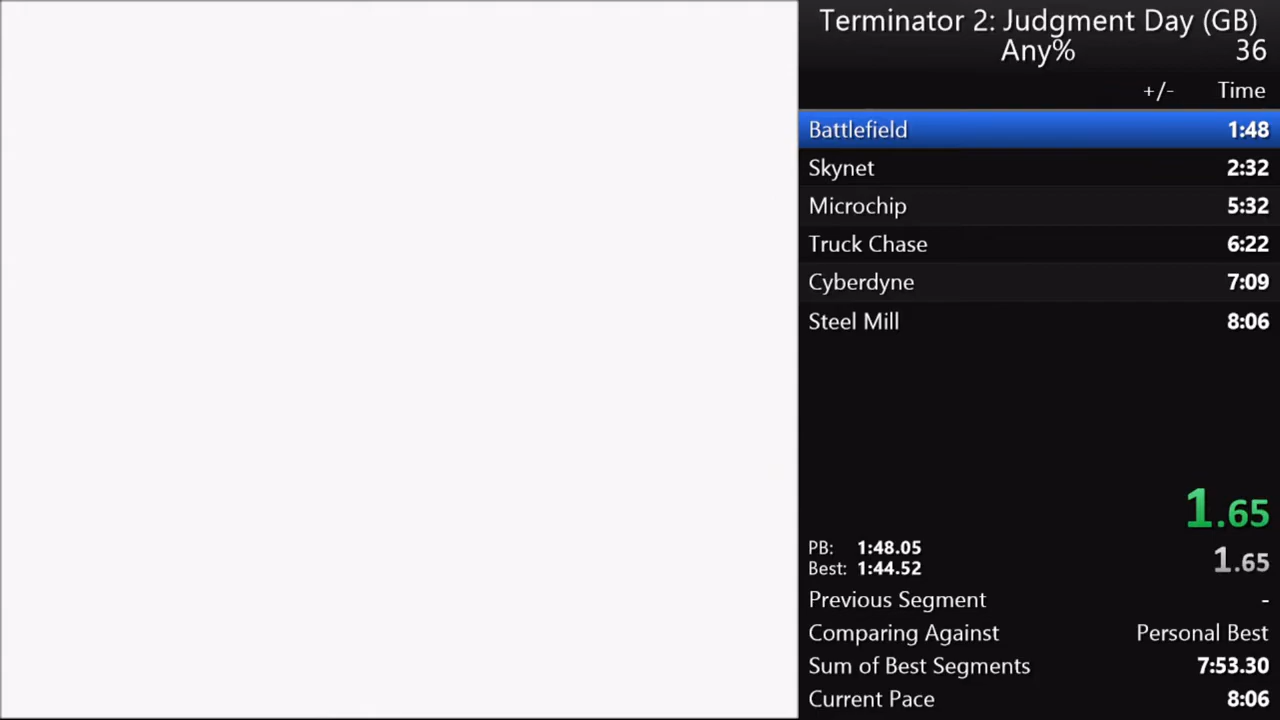 Terminator 2: Judgment Day (GB)
Any% 36
+/- Time
Battlefield 1:48
Skynet 2:32
Microchip 5:32
Truck Chase 6:22
Cyberdyne 7:09
Steel Mill 8:06
1.65
PB: 1:48.05
Best: 1:44.52
1.65
Previous Segment -
Comparing Against Personal Best
Sum of Best Segments 7:53.30
Current Pace 8:06